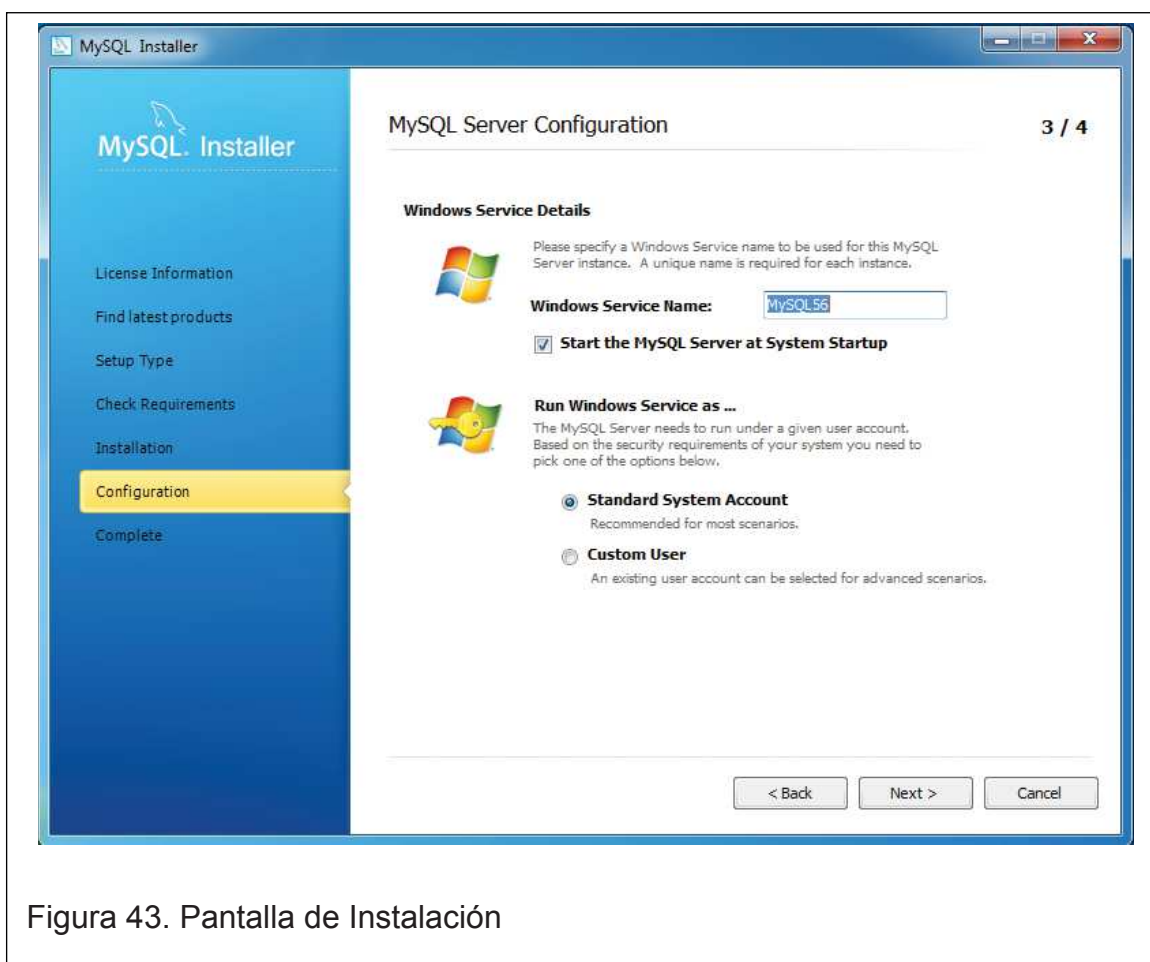 MySQL Installer
MySQL. Installer
License Information
Find latest products
Setup Type
Check Requirements
Installation
Configuration
Complete
MySQL Server Configuration
3 / 4
Windows Service Details
Please specify a Windows Service name to be used for this MySQL
Server instance. A unique name is required for each instance.
Windows Service Name: MySQL56
Start the MySQL Server at System Startup
Run Windows Service as ...
The MySQL Server needs to run under a given user account.
Based on the security requirements of your system you need to
pick one of the options below.
Standard System Account
Recommended for most scenarios.
Custom User
An existing user account can be selected for advanced scenarios.
< Back
Next >
Cancel
Figura 43. Pantalla de Instalación